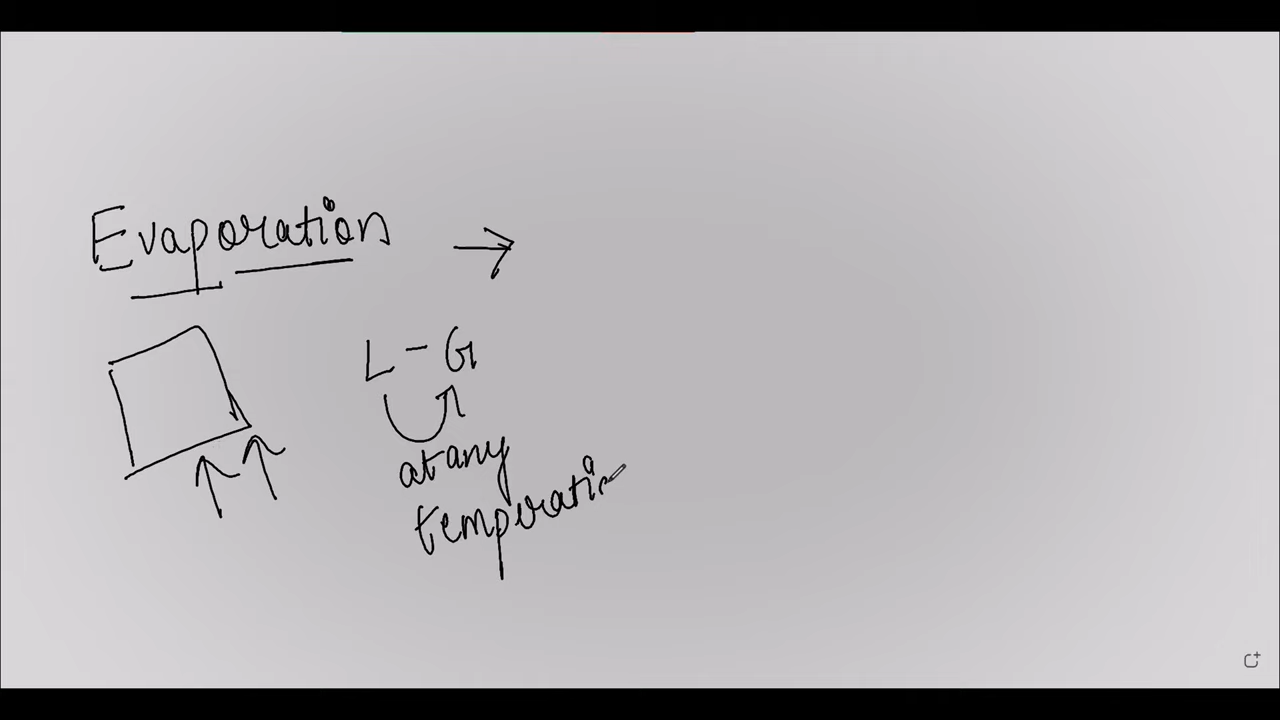 Evaporation →
L - G
at any
temperati